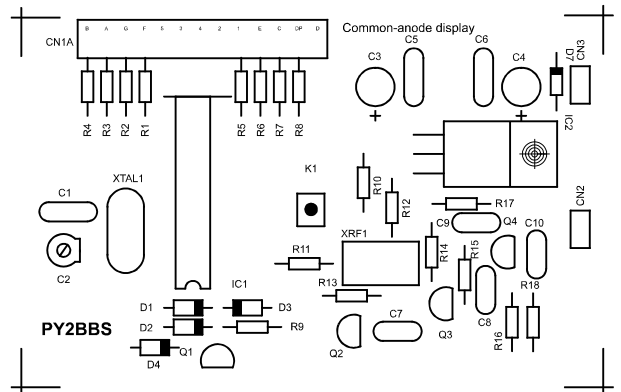 Common-anode display
CN1A
B A G F 5 3 4 2 1 E C DP D
C3
C5
C6
C4
D7
CN3
R4
R3
R2
R1
R5
R6
R7
R8
IC2
K1
R10
R12
R17
CN2
C1
XTAL1
C2
XRF1
C9
Q4
C10
R11
R14
R15
R13
R18
D1
IC1
D3
D2
R9
C7
C8
Q3
R16
Q2
PY2BBS
Q1
D4